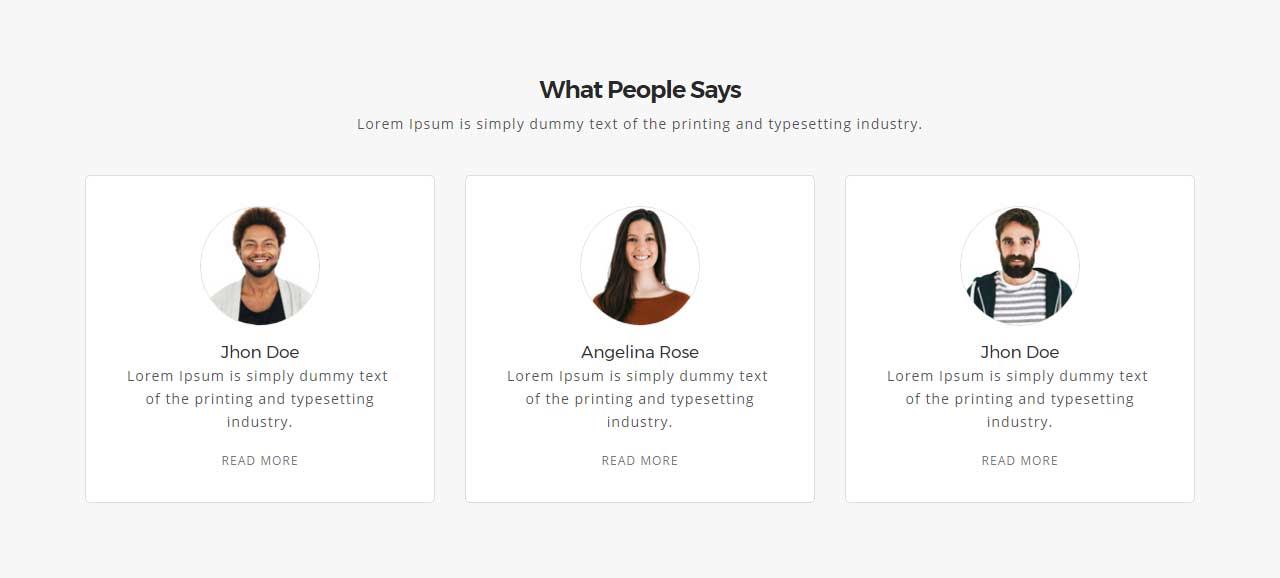 What People Says
Lorem Ipsum is simply dummy text of the printing and typesetting industry.
Jhon Doe
Lorem Ipsum is simply dummy text
of the printing and typesetting
industry.
READ MORE
Angelina Rose
Lorem Ipsum is simply dummy text
of the printing and typesetting
industry.
READ MORE
Jhon Doe
Lorem Ipsum is simply dummy text
of the printing and typesetting
industry.
READ MORE